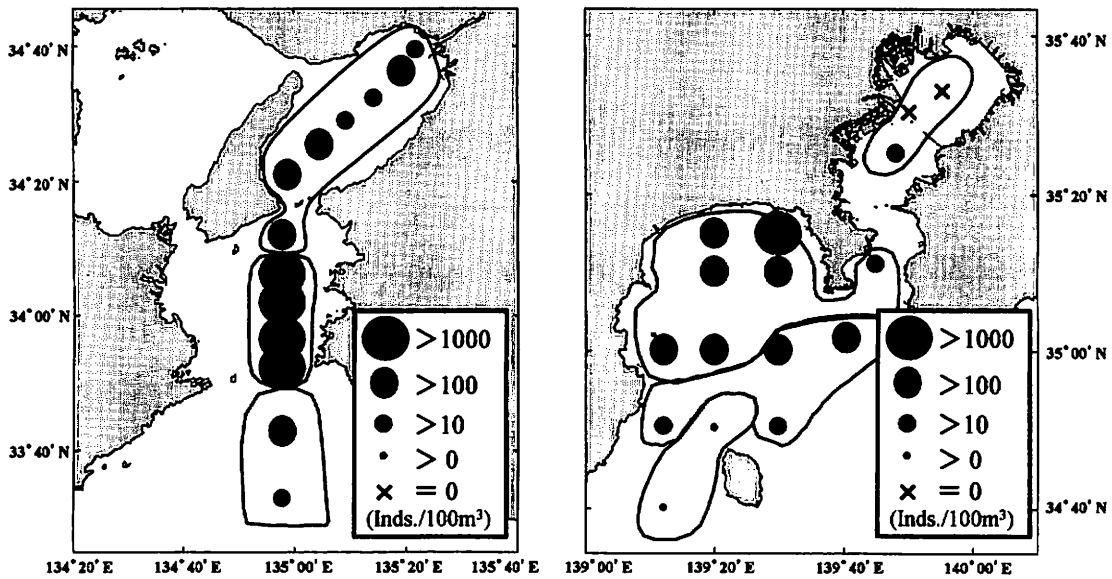 34° 40' N
34° 20' N
34° 00' N
33° 40' N
134° 20' E 134° 40' E 135° 00' E 135° 20' E 135° 40' E
>1000
>100
>10
>0
× =0
(Inds./100m³)
35° 40' N
35° 20' N
35° 00' N
34° 40' N
139° 00' E 139° 20' E 139° 40' E 140° 00' E
>1000
>100
>10
>0
× =0
(Inds./100m³)